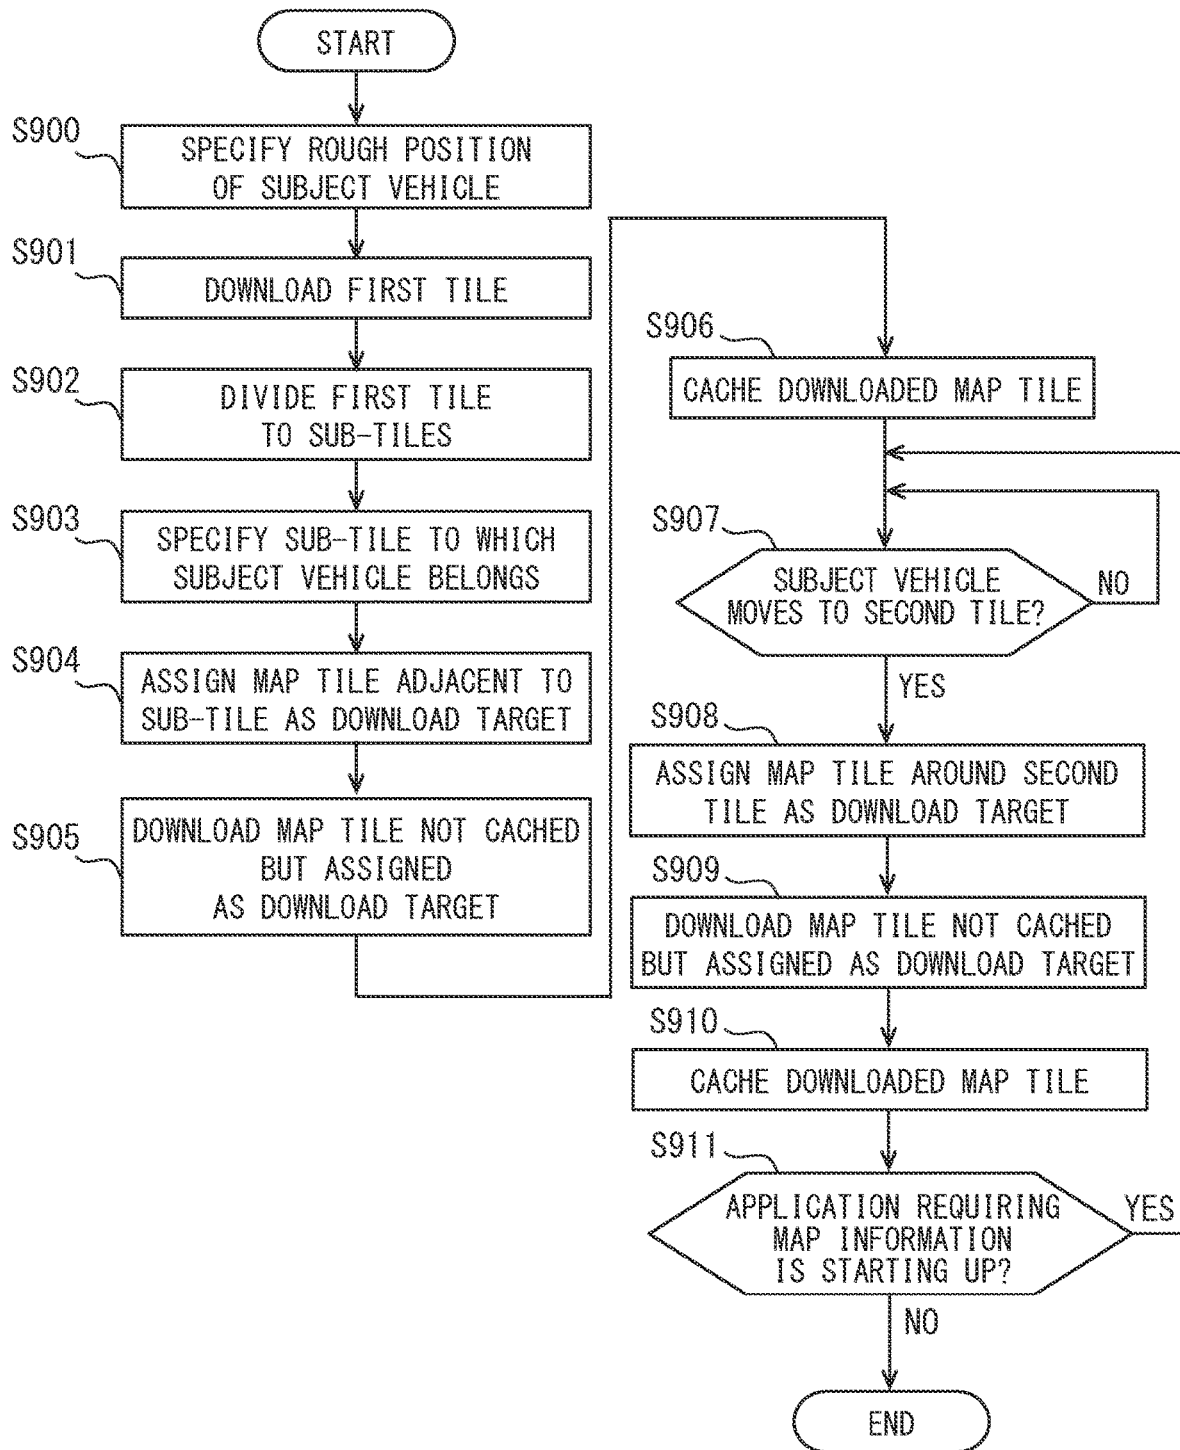 START
S900
SPECIFY ROUGH POSITION
OF SUBJECT VEHICLE
S901
DOWNLOAD FIRST TILE
S902
DIVIDE FIRST TILE
TO SUB-TILES
S903
SPECIFY SUB-TILE TO WHICH
SUBJECT VEHICLE BELONGS
S904
ASSIGN MAP TILE ADJACENT TO
SUB-TILE AS DOWNLOAD TARGET
S905
DOWNLOAD MAP TILE NOT CACHED
BUT ASSIGNED
AS DOWNLOAD TARGET
S906
CACHE DOWNLOADED MAP TILE
S907
SUBJECT VEHICLE
MOVES TO SECOND TILE?
NO
YES
S908
ASSIGN MAP TILE AROUND SECOND
TILE AS DOWNLOAD TARGET
S909
DOWNLOAD MAP TILE NOT CACHED
BUT ASSIGNED AS DOWNLOAD TARGET
S910
CACHE DOWNLOADED MAP TILE
S911
APPLICATION REQUIRING
MAP INFORMATION
IS STARTING UP?
YES
NO
END